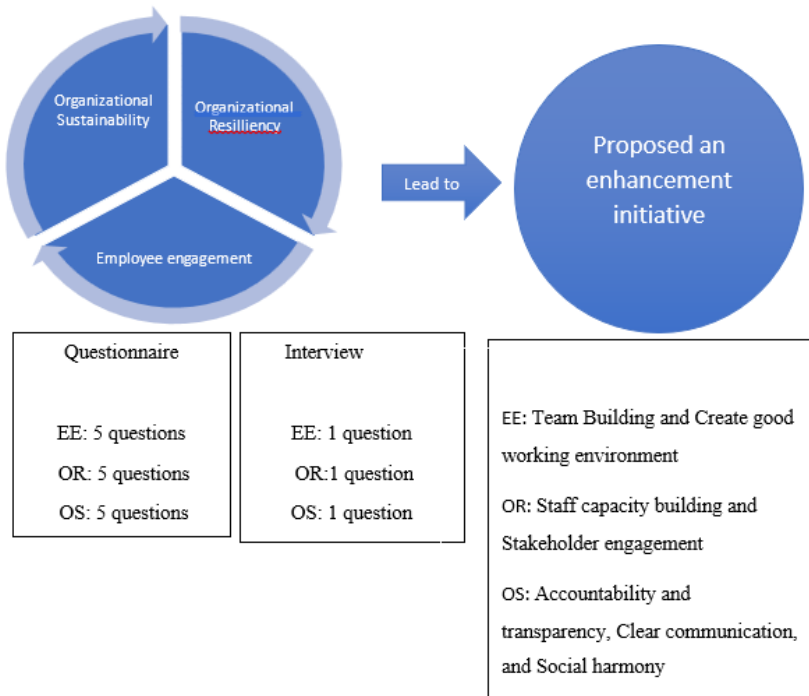 Organizational
Sustainability
Organizational
Resilliency
Employee engagement
Lead to
Proposed an
enhancement
initiative
Questionnaire
EE: 5 questions
OR: 5 questions
OS: 5 questions
Interview
EE: 1 question
OR:1 question
OS: 1 question
EE: Team Building and Create good
working environment
OR: Staff capacity building and
Stakeholder engagement
OS: Accountability and
transparency, Clear communication,
and Social harmony